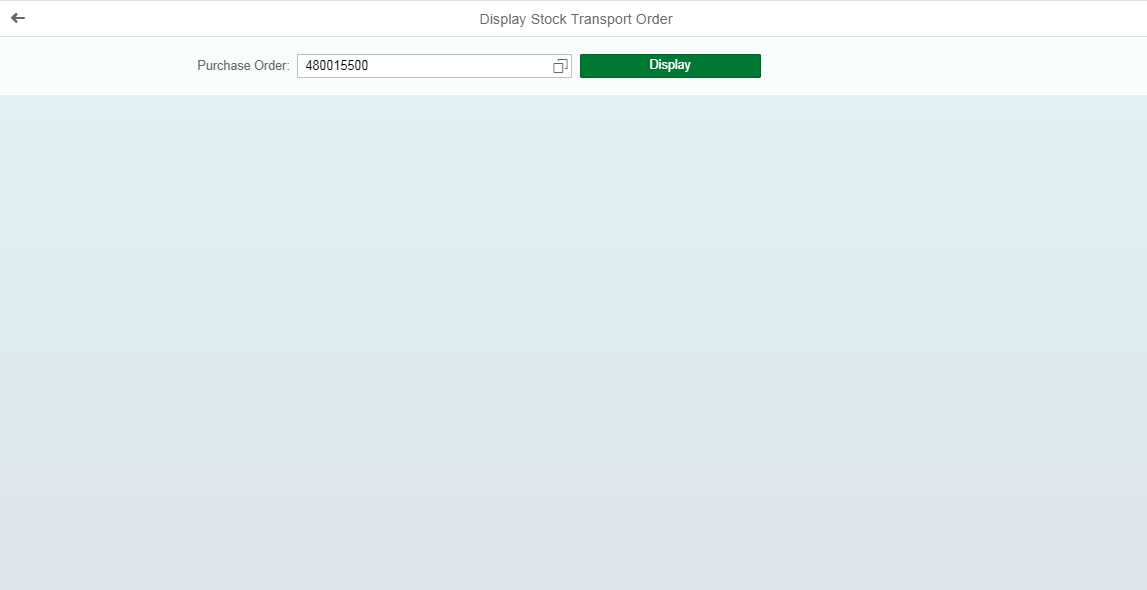 Display Stock Transport Order
Purchase Order: 480015500 Display